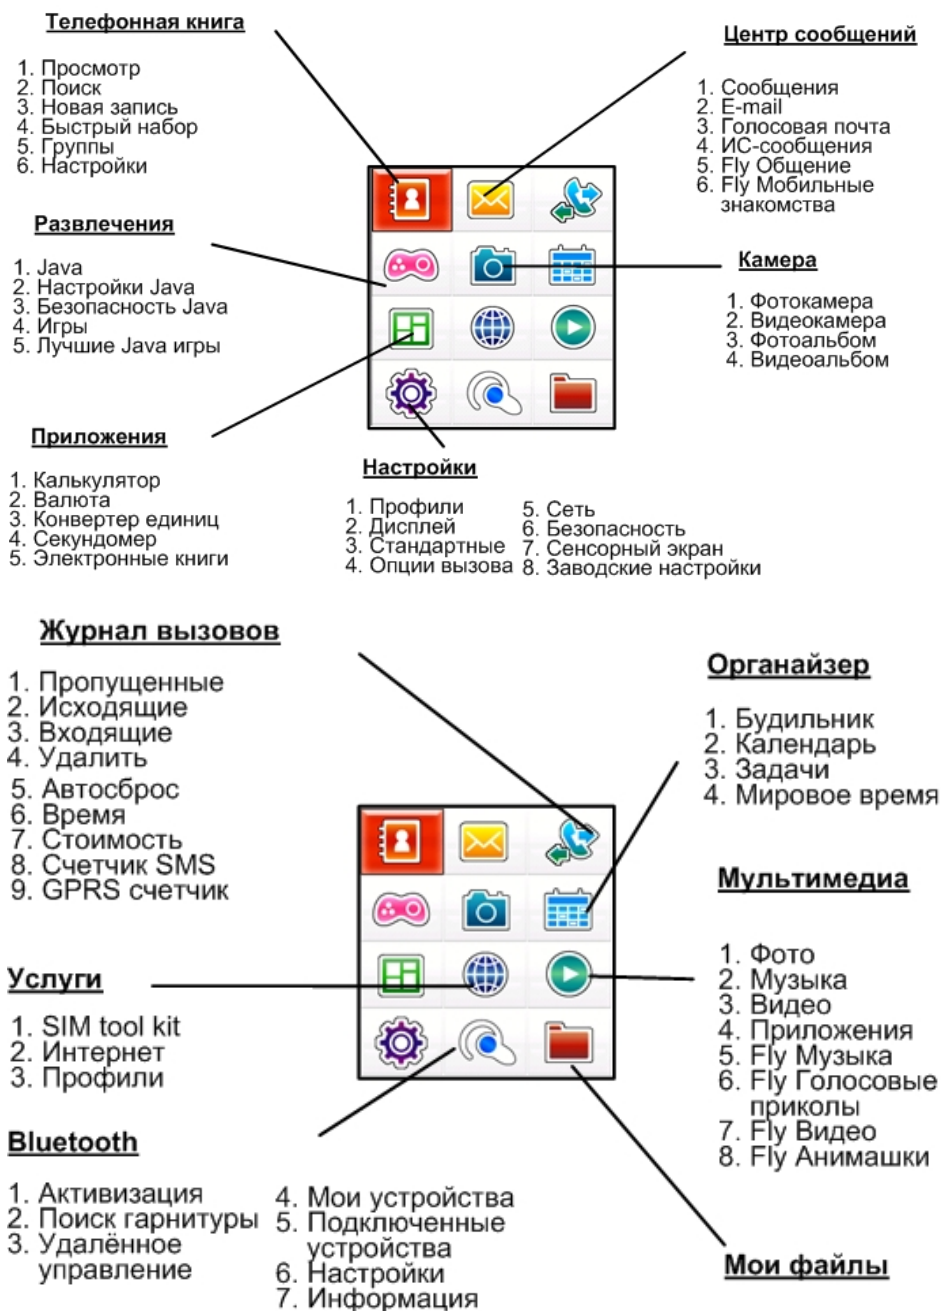 Телефонная книга
1. Просмотр
2. Поиск
3. Новая запись
4. Быстрый набор
5. Группы
6. Настройки
Центр сообщений
1. Сообщения
2. E-mail
3. Голосовая почта
4. ИС-сообщения
5. Fly Общение
6. Fly Мобильные
знакомства
Развлечения
1. Java
2. Настройки Java
3. Безопасность Java
4. Игры
5. Лучшие Java игры
Камера
1. Фотокамера
2. Видеокамера
3. Фотоальбом
4. Видеоальбом
Приложения
1. Калькулятор
2. Валюта
3. Конвертер единиц
4. Секундомер
5. Электронные книги
Настройки
1. Профили
2. Дисплей
3. Стандартные
4. Опции вызова
5. Сеть
6. Безопасность
7. Сенсорный экран
8. Заводские настройки
Журнал вызовов
1. Пропущенные
2. Исходящие
3. Входящие
4. Удалить
5. Автосброс
6. Время
7. Стоимость
8. Счетчик SMS
9. GPRS счетчик
Органайзер
1. Будильник
2. Календарь
3. Задачи
4. Мировое время
Мультимедиа
1. Фото
2. Музыка
3. Видео
4. Приложения
5. Fly Музыка
6. Fly Голосовые
приколы
7. Fly Видео
8. Fly Анимашки
Услуги
1. SIM tool kit
2. Интернет
3. Профили
Bluetooth
1. Активизация
2. Поиск гарнитуры
3. Удалённое
управление
4. Мои устройства
5. Подключенные
устройства
6. Настройки
7. Информация
Мои файлы